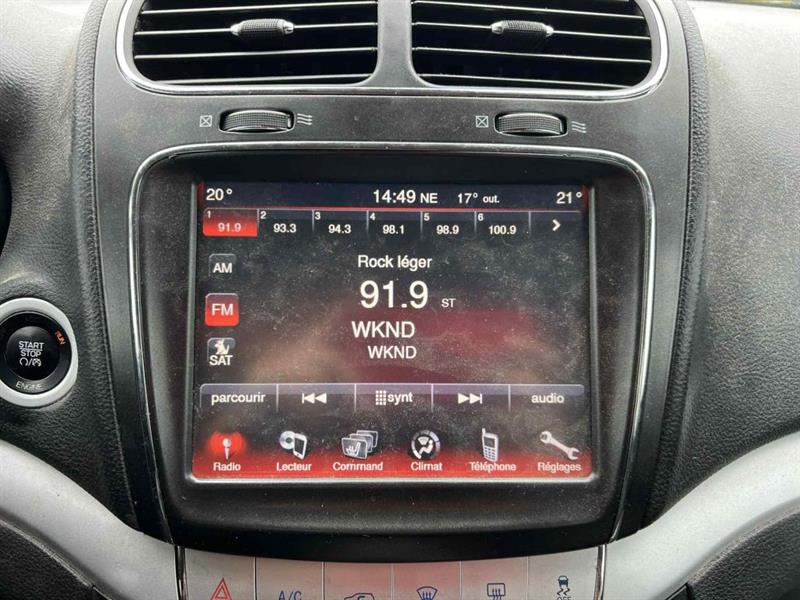 20° 14:49 NE 17° out. 21°
1 2 3 4 5 6
91.9 93.3 94.3 98.1 98.9 100.9
AM
Rock léger
FM
91.9 ST
WKND
WKND
SAT
START
STOP
RUN
ENGINE
parcourir synt audio
Radio Lecteur Command Climat Téléphone Réglages
A/C
OFF